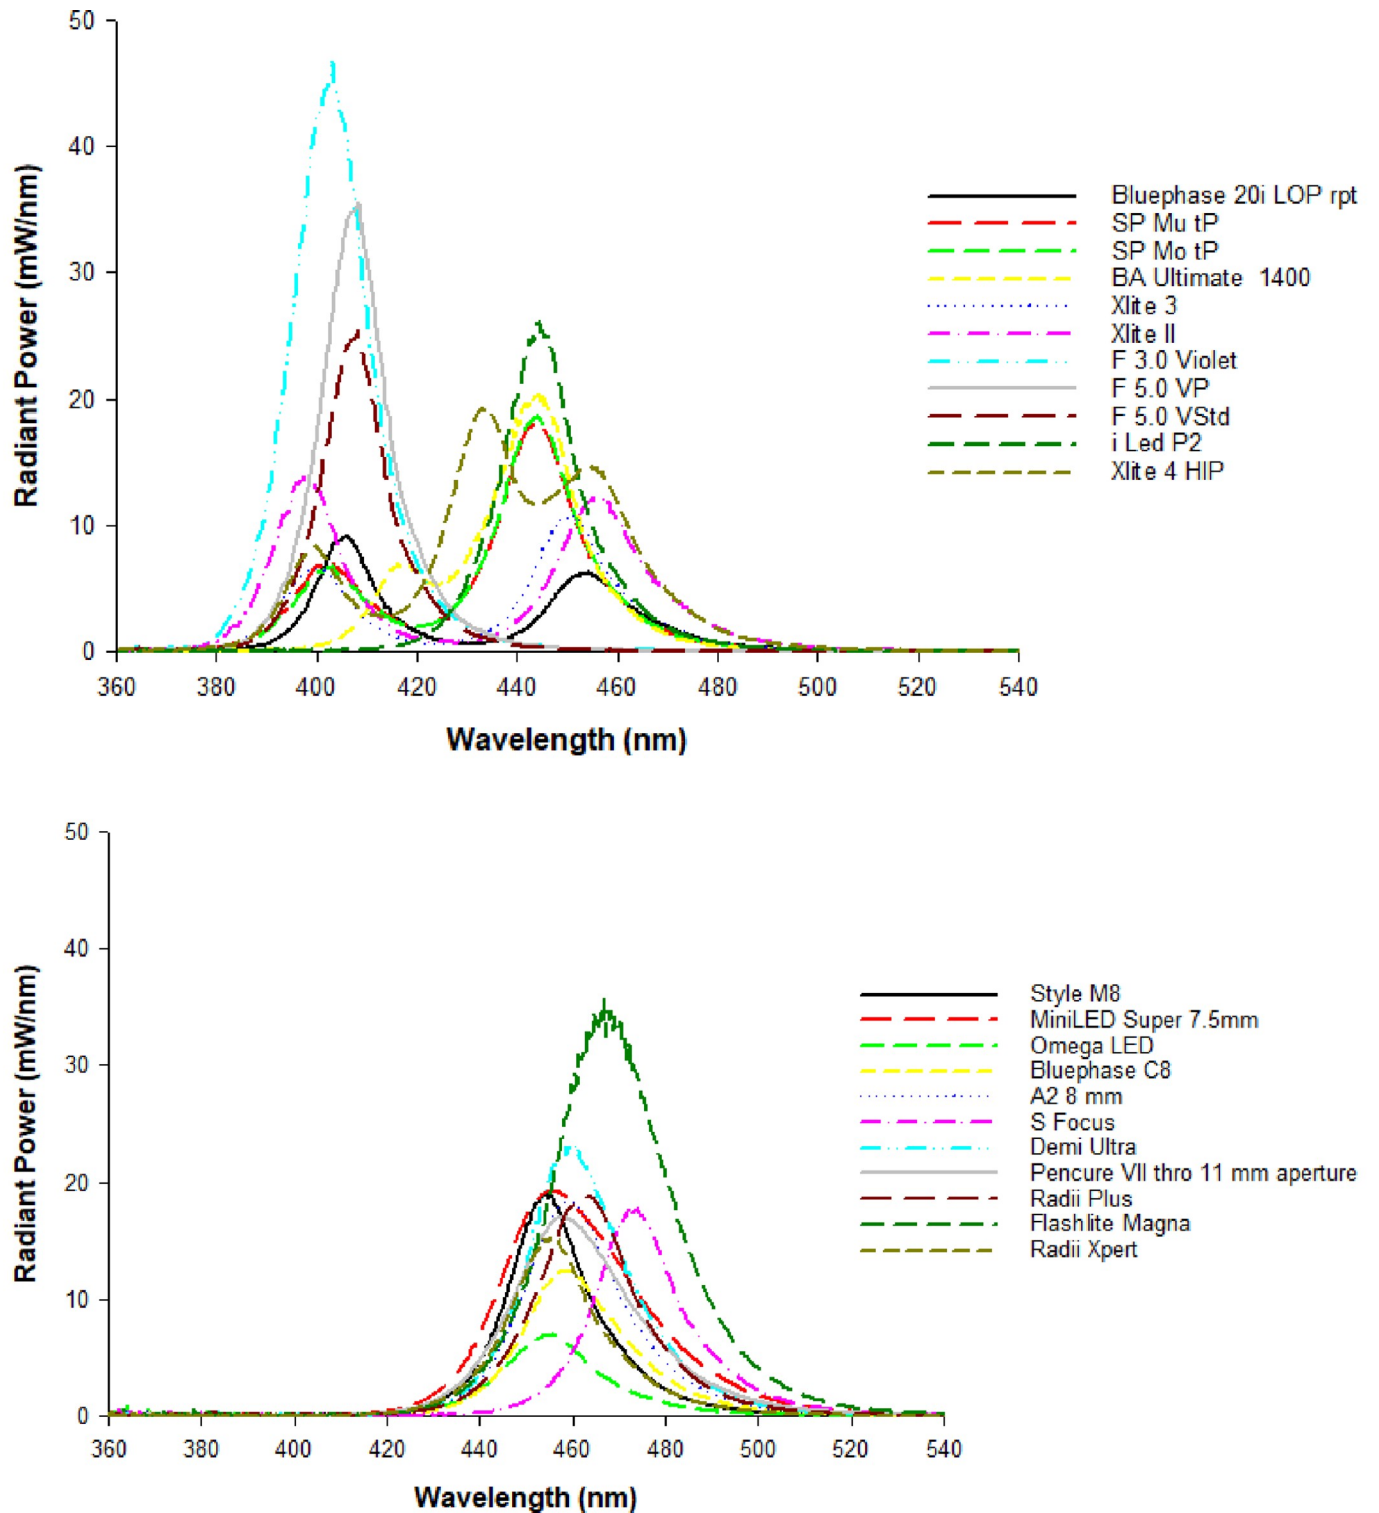 50
40
30
20
10
0
Radiant Power (mW/nm)
360 380 400 420 440 460 480 500 520 540
Wavelength (nm)
Bluephase 20i LOP rpt
SP Mu tP
SP Mo tP
BA Ultimate 1400
Xlite 3
Xlite II
F 3.0 Violet
F 5.0 VP
F 5.0 VStd
i Led P2
Xlite 4 HIP
50
40
30
20
10
0
Radiant Power (mW/nm)
360 380 400 420 440 460 480 500 520 540
Wavelength (nm)
Style M8
MiniLED Super 7.5mm
Omega LED
Bluephase C8
A2 8 mm
S Focus
Demi Ultra
Pencure VII thro 11 mm aperture
Radii Plus
Flashlite Magna
Radii Xpert